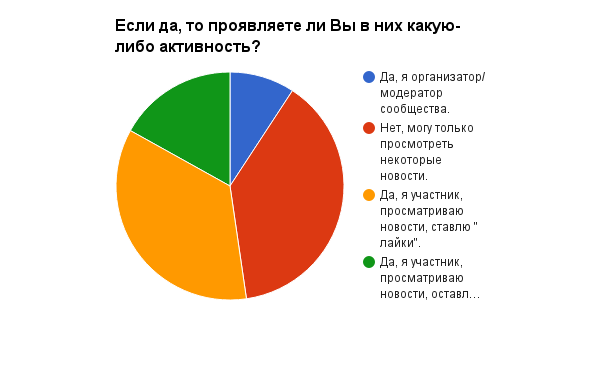 Если да, то проявляете ли Вы в них какую-
либо активность?
Да, я организатор/
модератор
сообщества.
Нет, могу только
просмотреть
некоторые
новости.
Да, я участник,
просматриваю
новости, ставлю "
лайки".
Да, я участник,
просматриваю
новости, оставл...